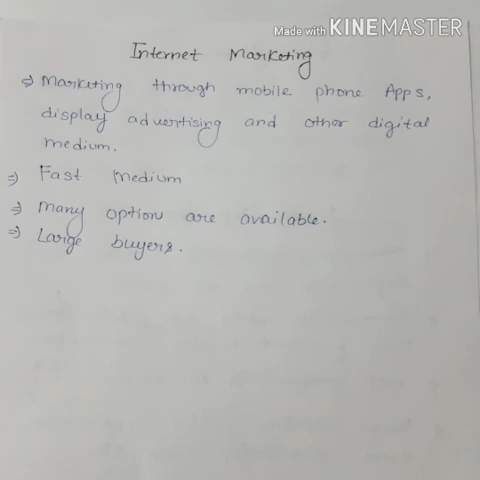 Made with KINEMASTER
Internet Marketing
⇒ Marketing through mobile phone Apps,
display advertising and other digital
medium.
⇒ Fast Medium
⇒ Many option are available.
⇒ Large buyers.